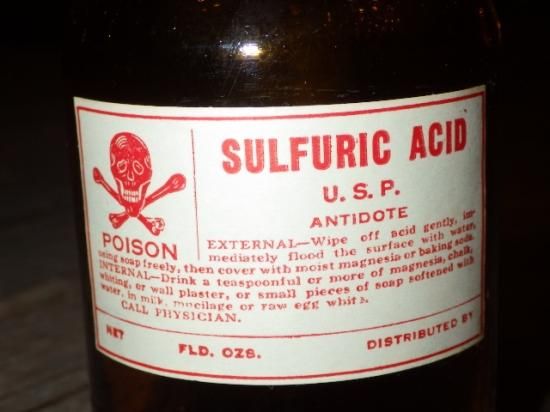 SULFURIC ACID
U. S. P.
ANTIDOTE
POISON
EXTERNAL—Wipe off acid gently, im-
mediately flood the surface with water,
using soap freely, then cover with moist magnesia or baking soda.
INTERNAL—Drink a teaspoonful or more of magnesia, chalk,
whiting, or wall plaster, or small pieces of soap softened with
water, in milk, mucilage or raw egg white.
CALL PHYSICIAN.
NET FLD. OZS. DISTRIBUTED BY